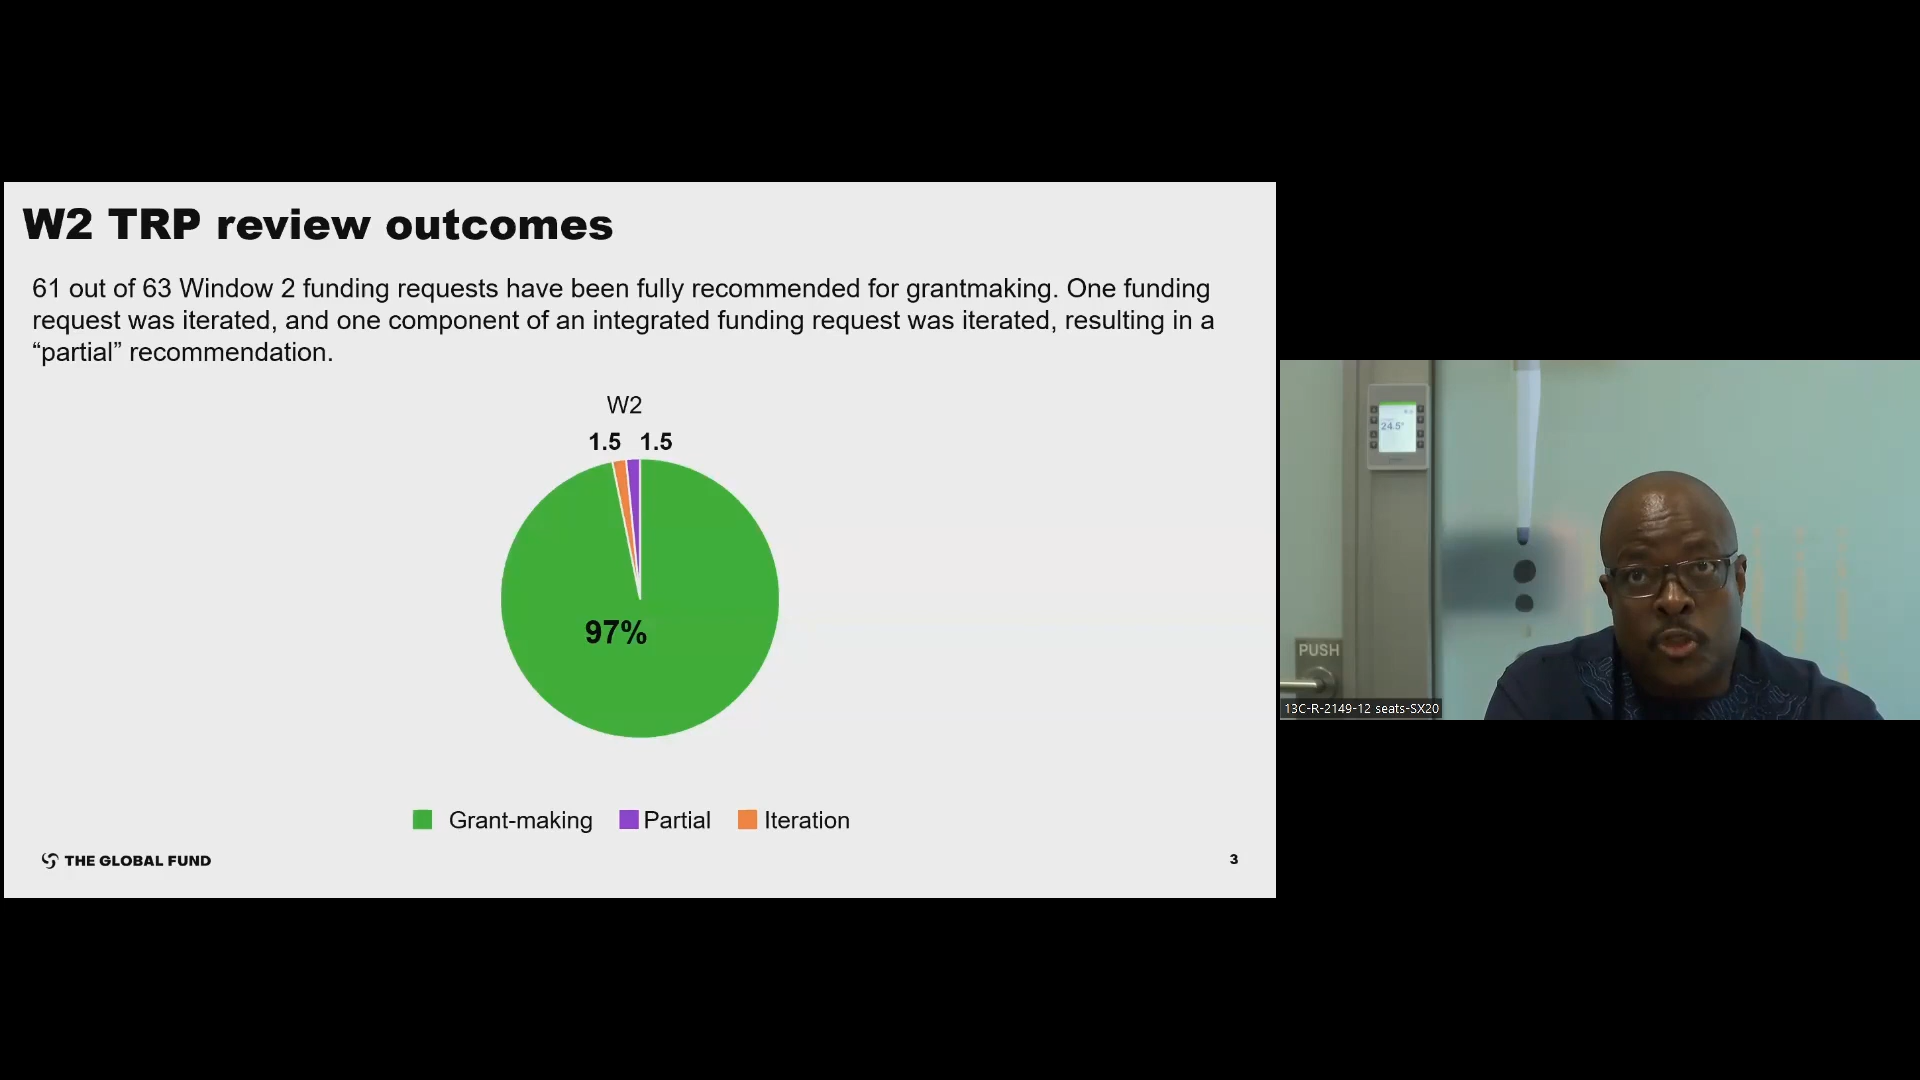 W2 TRP review outcomes
61 out of 63 Window 2 funding requests have been fully recommended for grantmaking. One funding
request was iterated, and one component of an integrated funding request was iterated, resulting in a
“partial” recommendation.
W2
1.5 1.5
97%
Grant-making Partial Iteration
THE GLOBAL FUND
3
24.5°
PUSH
13C-R-2149-12 seats-SX20